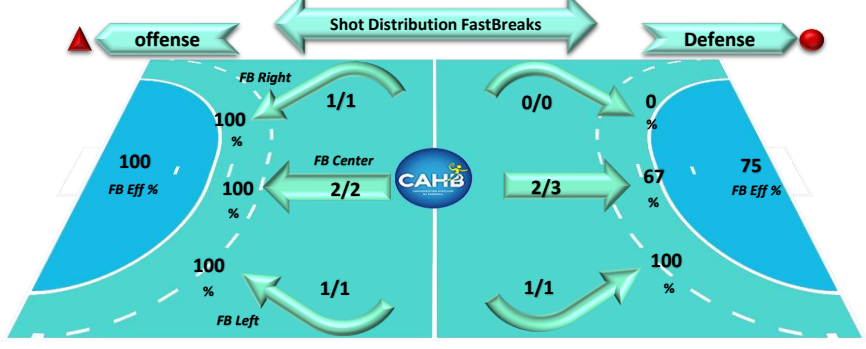 Shot Distribution FastBreaks
offense
Defense
FB Right
1/1
0/0
100
%
0
%
100
FB Eff %
FB Center
2/2
100
%
CAHB
2/3
67
%
75
FB Eff %
100
%
1/1
FB Left
1/1
100
%